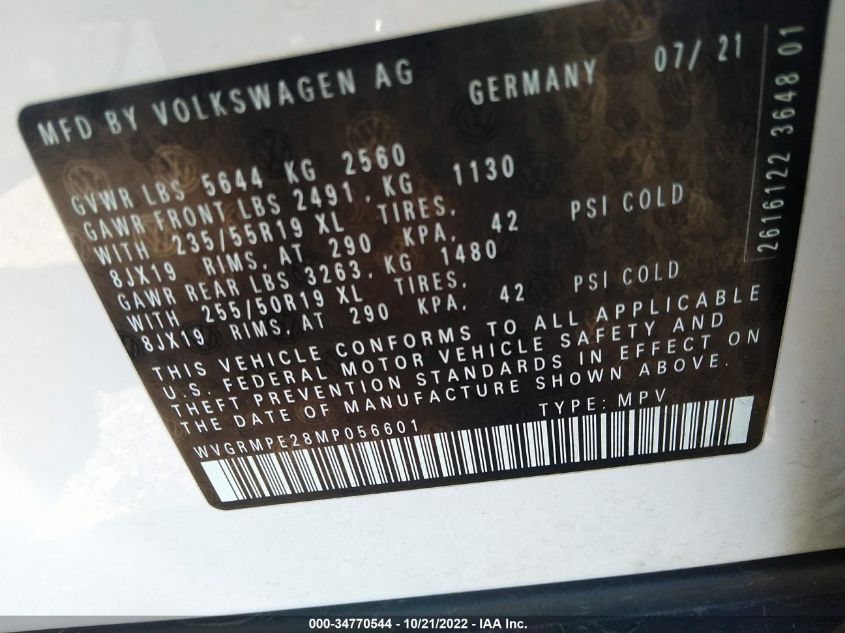 MFD BY VOLKSWAGEN AG GERMANY 07/ 21
GVWR LBS 5644 KG 2560
GAWR FRONT LBS 2491, KG 1130
WITH 235/55R19 XL TIRES,
8JX19 RIMS, AT 290 KPA, 42 PSI COLD
GAWR REAR LBS 3263, KG 1480
WITH 255/50R19 XL TIRES,
8JX19 RIMS, AT 290 KPA, 42 PSI COLD
THIS VEHICLE CONFORMS TO ALL APPLICABLE
U.S. FEDERAL MOTOR VEHICLE SAFETY AND
THEFT PREVENTION STANDARDS IN EFFECT ON
THE DATE OF MANUFACTURE SHOWN ABOVE.
WVGRMPE28MP056601 TYPE: MPV
2616122 3648 01
000-34770544 - 10/21/2022 - IAA Inc.